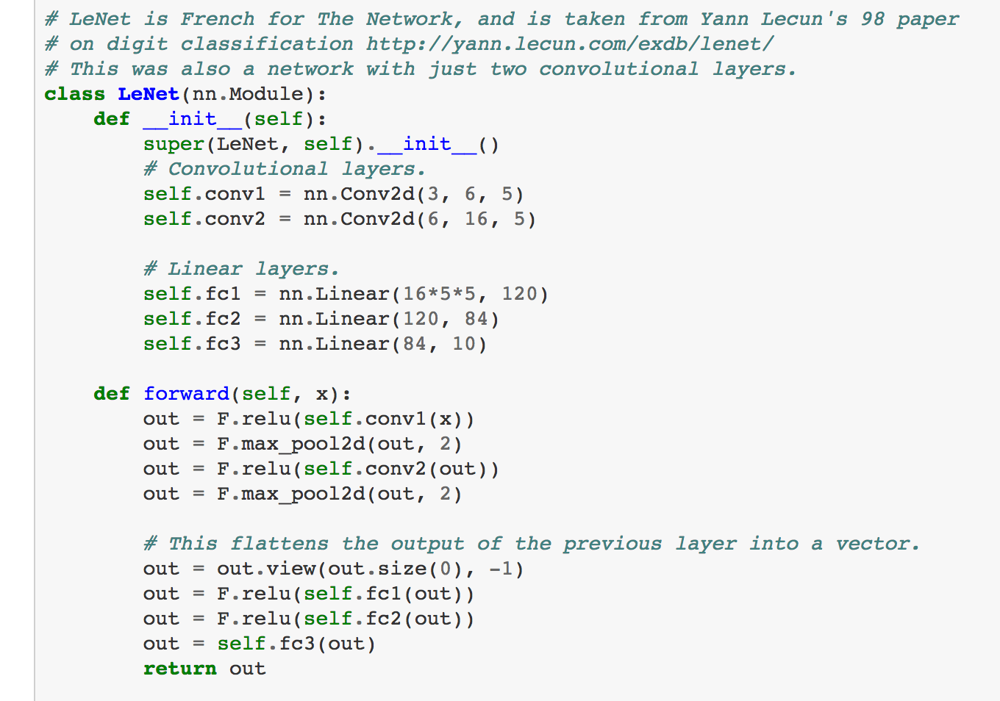 # LeNet is French for The Network, and is taken from Yann Lecun's 98 paper
# on digit classification http://yann.lecun.com/exdb/lenet/
# This was also a network with just two convolutional layers.
class LeNet(nn.Module):
    def __init__(self):
        super(LeNet, self).__init__()
        # Convolutional layers.
        self.conv1 = nn.Conv2d(3, 6, 5)
        self.conv2 = nn.Conv2d(6, 16, 5)

        # Linear layers.
        self.fc1 = nn.Linear(16*5*5, 120)
        self.fc2 = nn.Linear(120, 84)
        self.fc3 = nn.Linear(84, 10)

    def forward(self, x):
        out = F.relu(self.conv1(x))
        out = F.max_pool2d(out, 2)
        out = F.relu(self.conv2(out))
        out = F.max_pool2d(out, 2)

        # This flattens the output of the previous layer into a vector.
        out = out.view(out.size(0), -1)
        out = F.relu(self.fc1(out))
        out = F.relu(self.fc2(out))
        out = self.fc3(out)
        return out